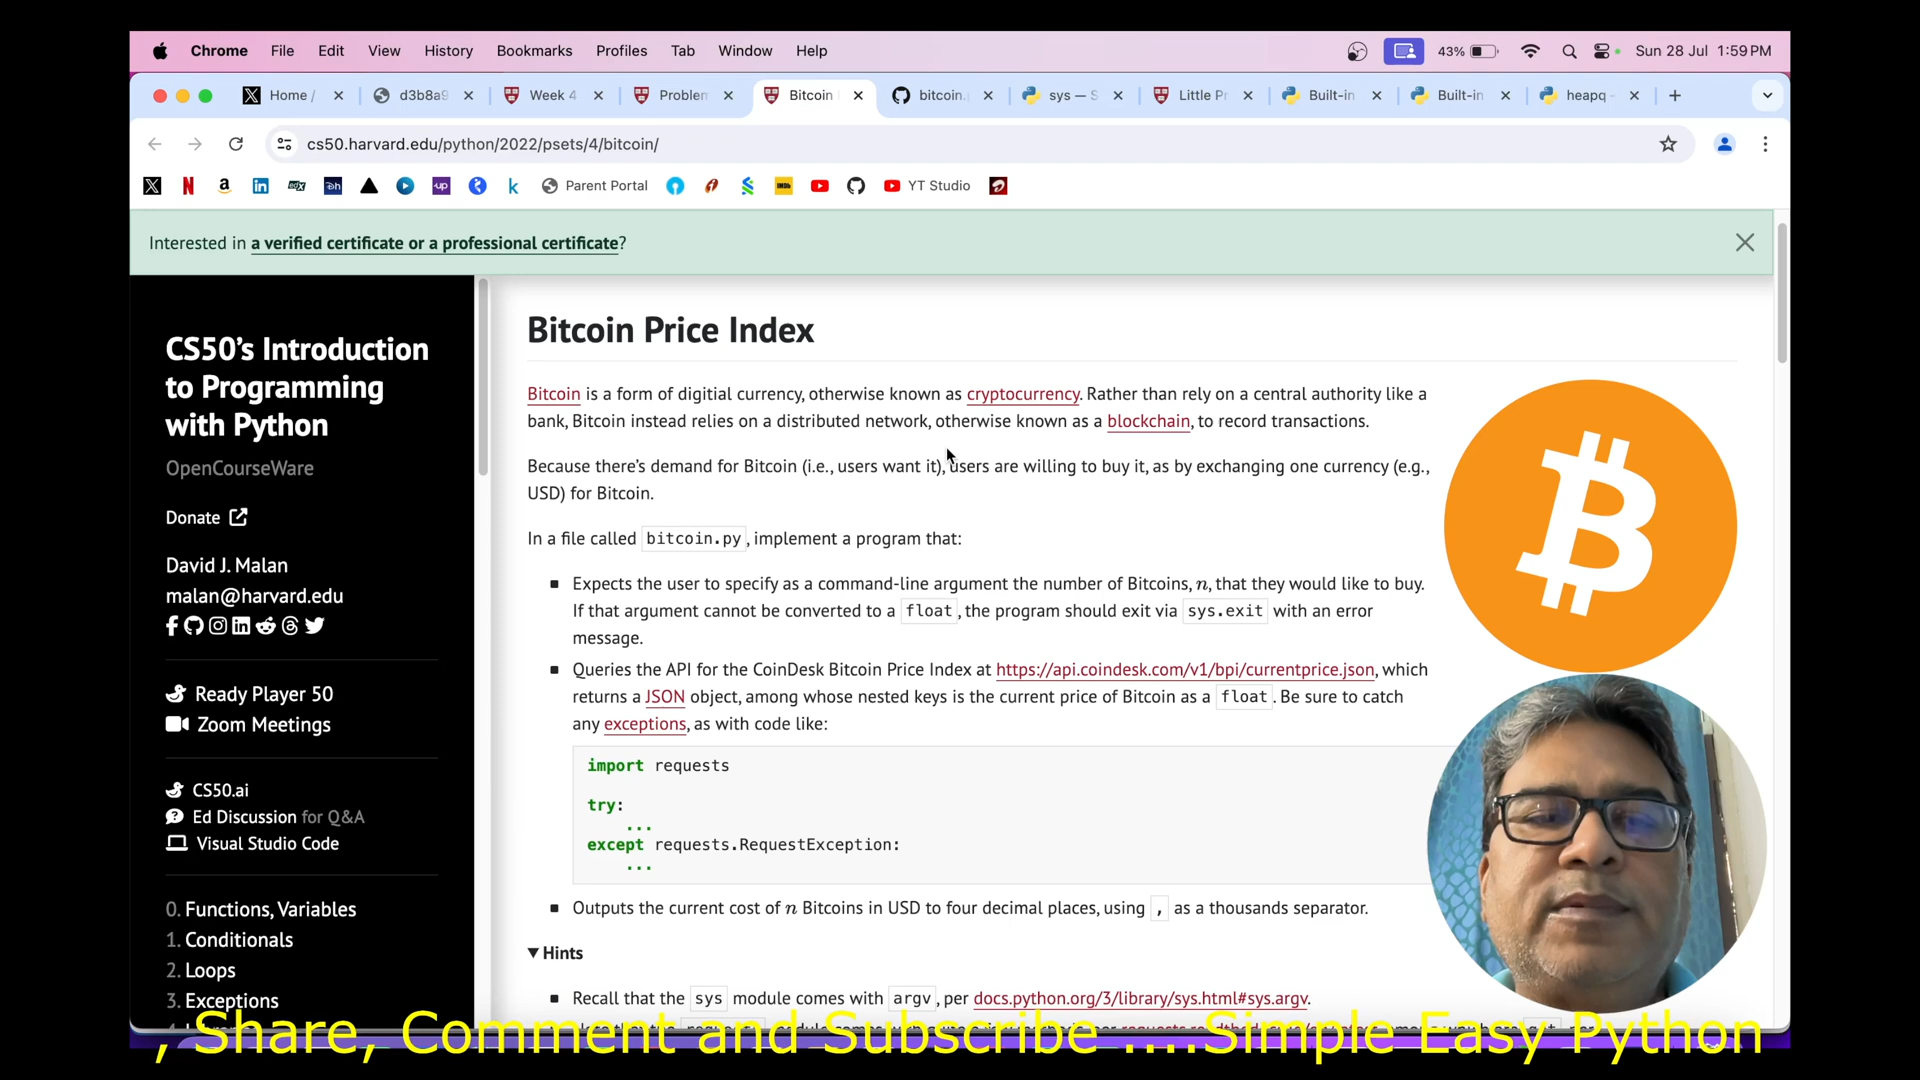 Chrome File Edit View History Bookmarks Profiles Tab Window Help 43% Sun 28 Jul 1:59 PM
Home / d3b8a9 Week 4 Problem Bitcoin bitcoin. sys — S Little Pr Built-in Built-in heapq -
cs50.harvard.edu/python/2022/psets/4/bitcoin/
Parent Portal YT Studio
Interested in a verified certificate or a professional certificate?
CS50's Introduction
to Programming
with Python
OpenCourseWare
Donate
David J. Malan
malan@harvard.edu
Ready Player 50
Zoom Meetings
CS50.ai
Ed Discussion for Q&A
Visual Studio Code
0. Functions, Variables
1. Conditionals
2. Loops
3. Exceptions
Bitcoin Price Index
Bitcoin is a form of digitial currency, otherwise known as cryptocurrency. Rather than rely on a central authority like a
bank, Bitcoin instead relies on a distributed network, otherwise known as a blockchain, to record transactions.
Because there's demand for Bitcoin (i.e., users want it), users are willing to buy it, as by exchanging one currency (e.g.,
USD) for Bitcoin.
In a file called bitcoin.py, implement a program that:
Expects the user to specify as a command-line argument the number of Bitcoins, n, that they would like to buy.
If that argument cannot be converted to a float, the program should exit via sys.exit with an error
message.
Queries the API for the CoinDesk Bitcoin Price Index at https://api.coindesk.com/v1/bpi/currentprice.json, which
returns a JSON object, among whose nested keys is the current price of Bitcoin as a float. Be sure to catch
any exceptions, as with code like:
import requests
try:
...
except requests.RequestException:
...
Outputs the current cost of n Bitcoins in USD to four decimal places, using , as a thousands separator.
Hints
Recall that the sys module comes with argv, per docs.python.org/3/library/sys.html#sys.argv.
, Share, Comment and Subscribe ....Simple Easy Python